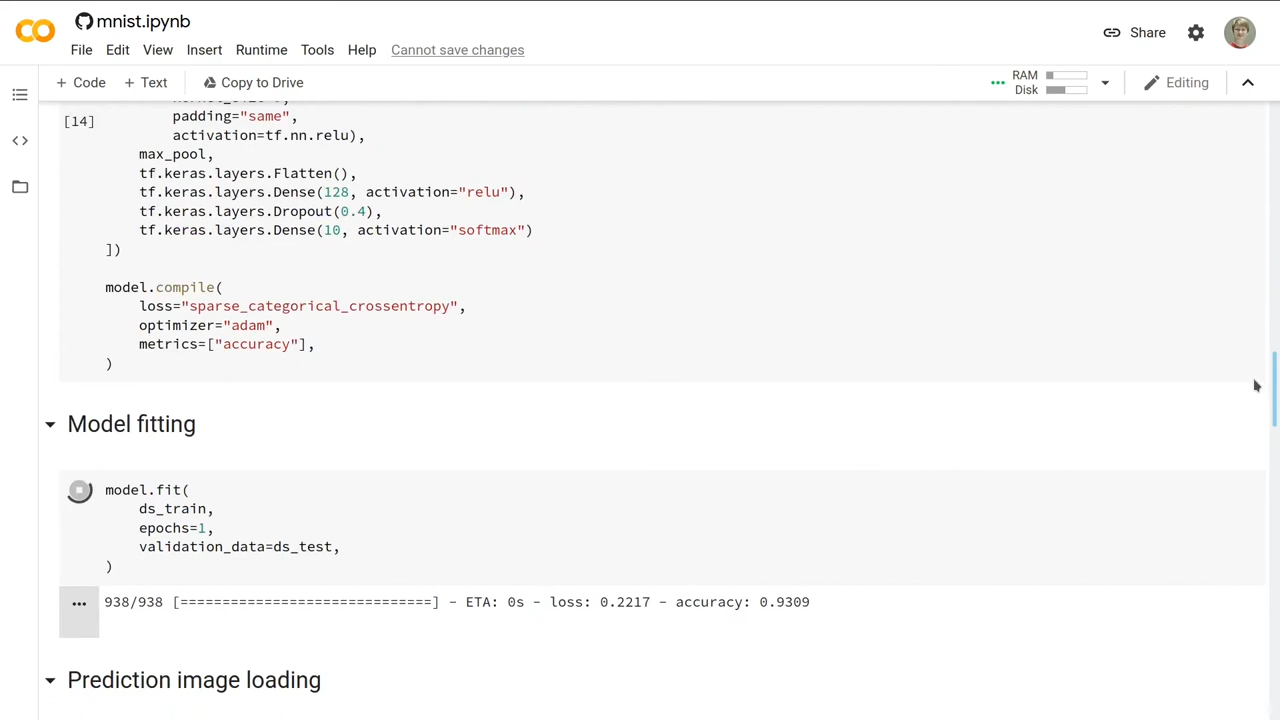 mnist.ipynb
File Edit View Insert Runtime Tools Help Cannot save changes
Share
+ Code + Text Copy to Drive
RAM
Disk
Editing
[14]
padding="same",
activation=tf.nn.relu),
max_pool,
tf.keras.layers.Flatten(),
tf.keras.layers.Dense(128, activation="relu"),
tf.keras.layers.Dropout(0.4),
tf.keras.layers.Dense(10, activation="softmax")
])
model.compile(
loss="sparse_categorical_crossentropy",
optimizer="adam",
metrics=["accuracy"],
)
Model fitting
model.fit(
ds_train,
epochs=1,
validation_data=ds_test,
)
938/938 [==============================] - ETA: 0s - loss: 0.2217 - accuracy: 0.9309
Prediction image loading